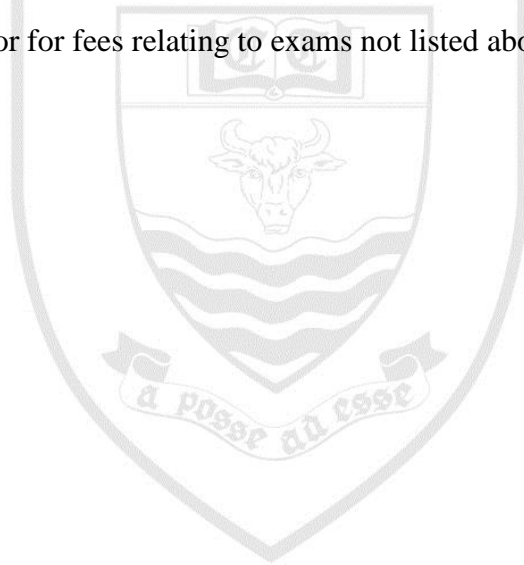 or for fees relating to exams not listed abo
C C
a posse ad esse